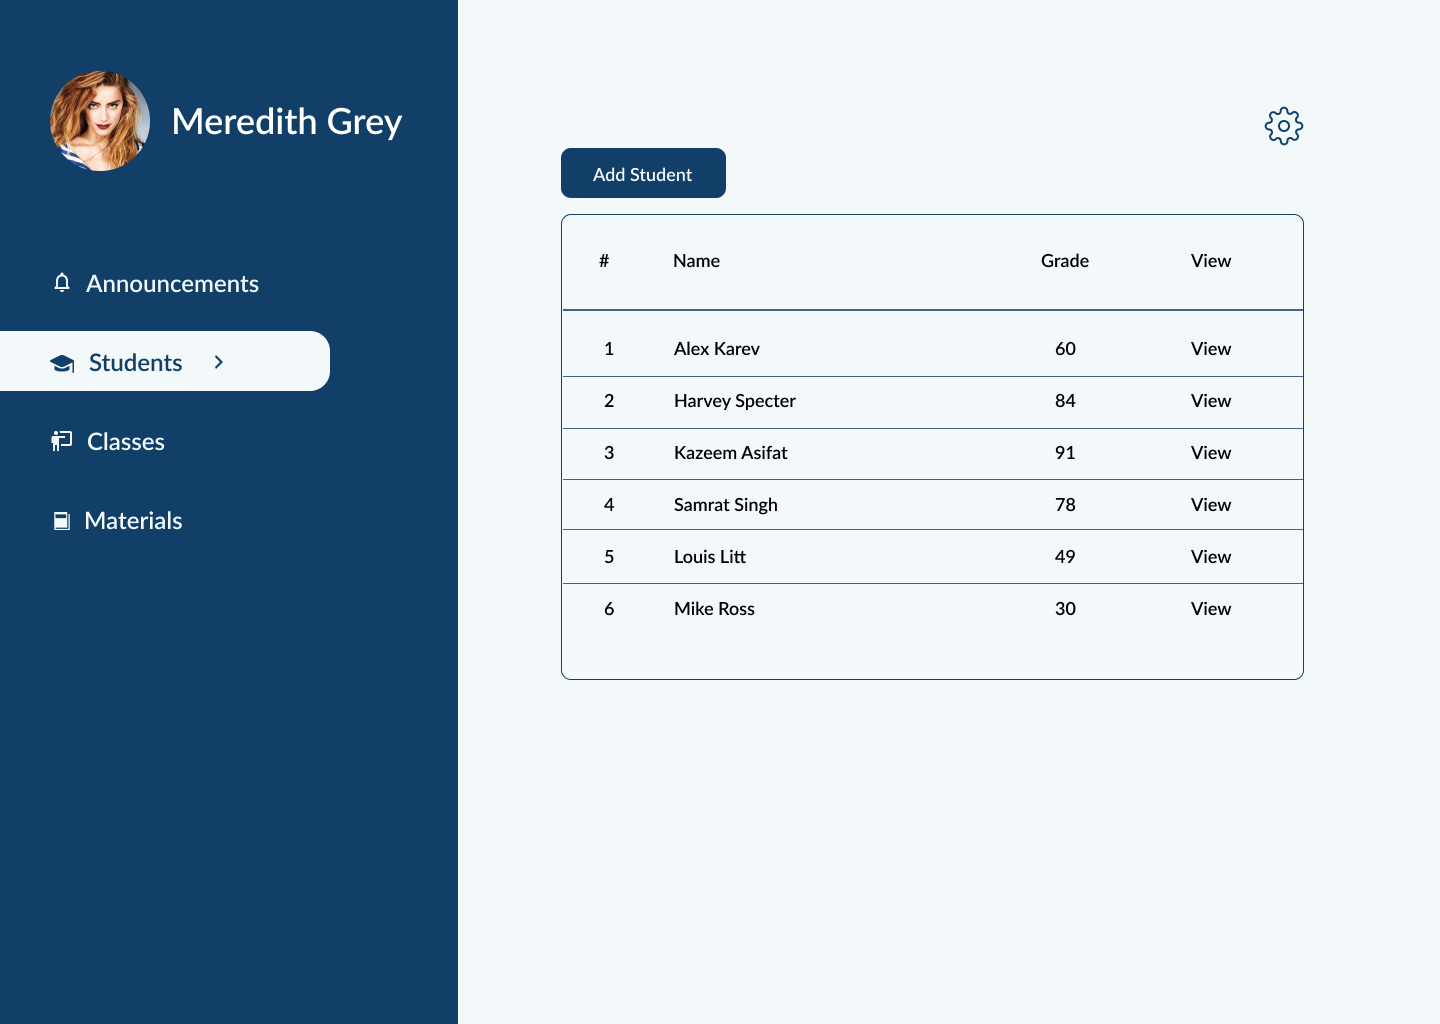 Meredith Grey
Announcements
Students
Classes
Materials
Add Student
# Name Grade View
1 Alex Karev 60 View
2 Harvey Specter 84 View
3 Kazeem Asifat 91 View
4 Samrat Singh 78 View
5 Louis Litt 49 View
6 Mike Ross 30 View